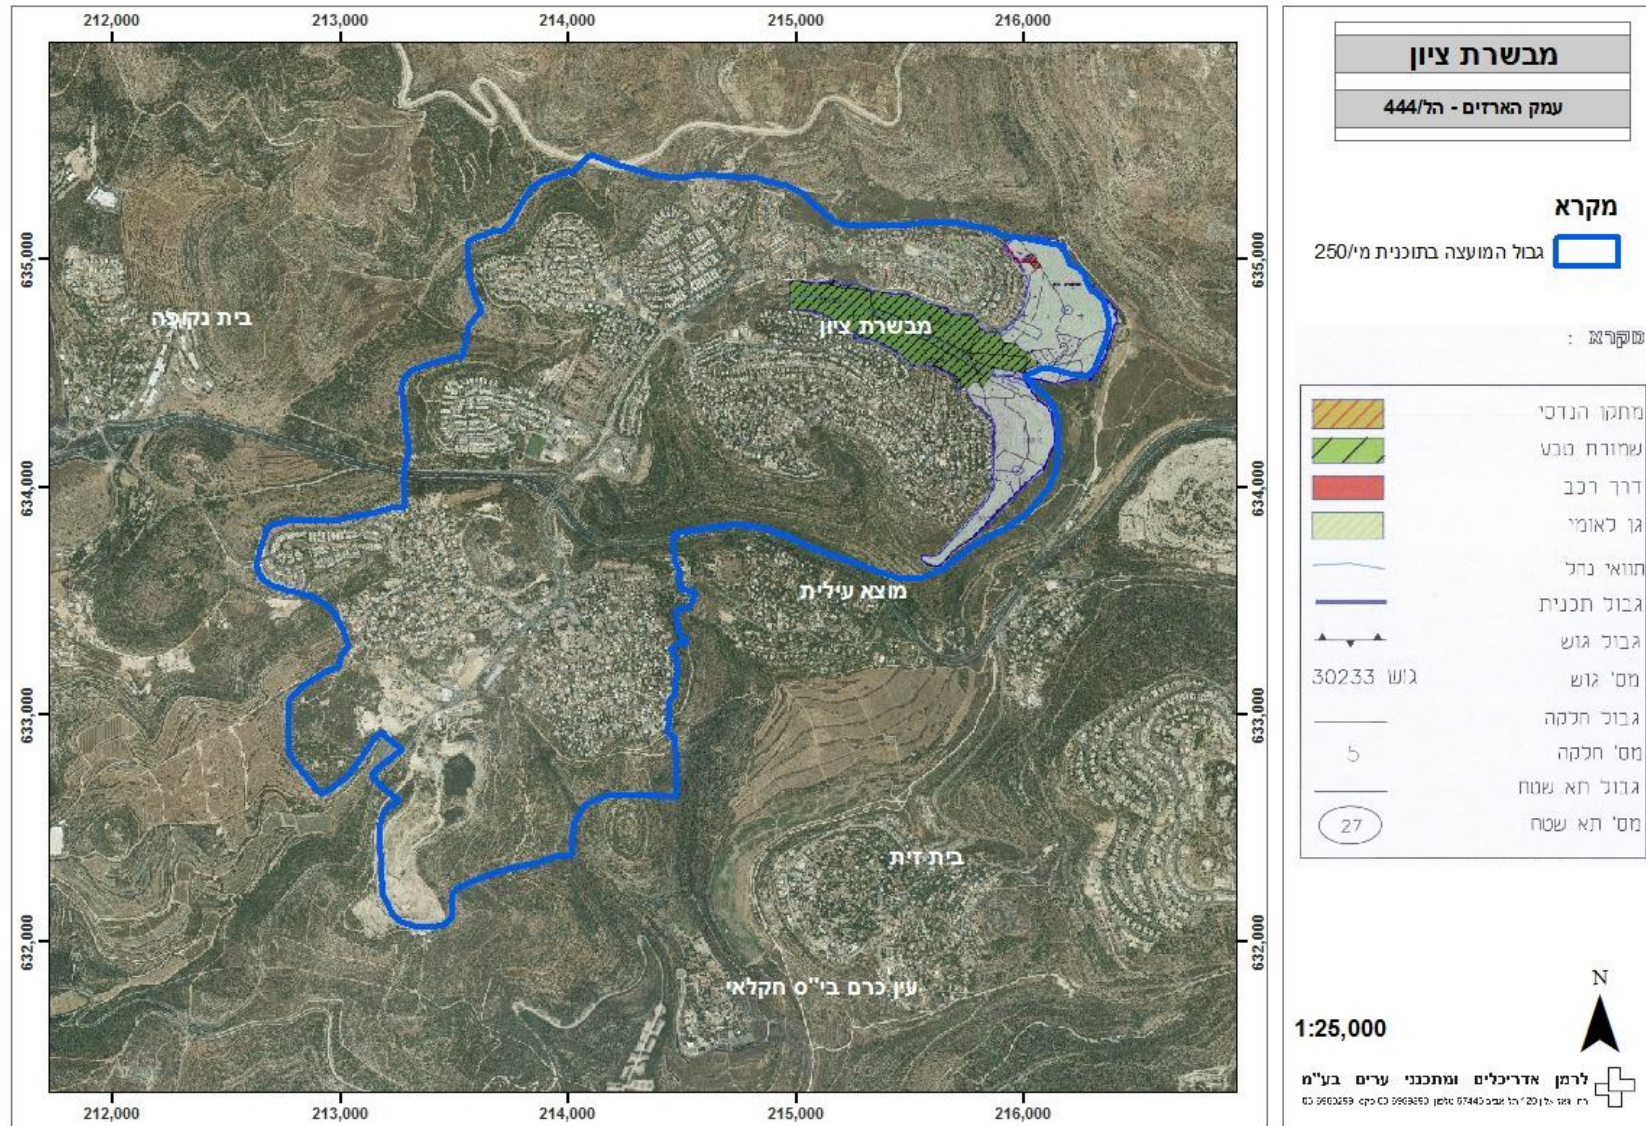 212,000 213,000 214,000 215,000 216,000
635,000
634,000
633,000
632,000
בית נקופה
מבשרת ציון
מוצא עילית
בית זית
עין כרם בי''ס חקלאי
635,000
634,000
633,000
632,000
212,000 213,000 214,000 215,000 216,000
מבשרת ציון
עמק הארזים - הל/444
מקרא
גבול המועצה בתוכנית מי/250
מקרא :
מתקן הנדסי
שמורת טבע
דרך רכב
גן לאומי
תוואי נחל
גבול תכנית
גבול גוש
מס' גוש גוש 30233
גבול חלקה
מס' חלקה 5
גבול תא שטח
מס' תא שטח 27
N
1:25,000
לרמן אדריכלים ומתכנני ערים בע"מ